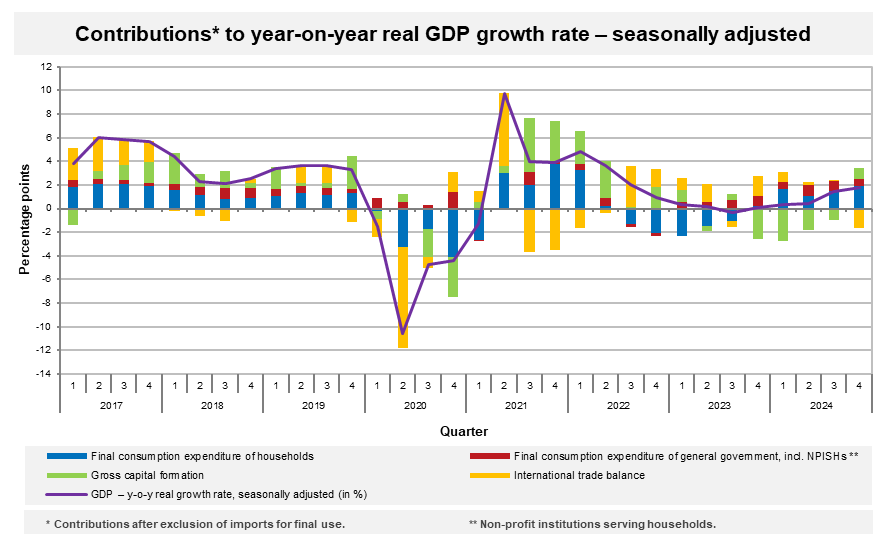 Contributions* to year-on-year real GDP growth rate – seasonally adjusted
12
10
8
6
4
2
0
-2
-4
-6
-8
-10
-12
-14
Percentage points
1 2 3 4 1 2 3 4 1 2 3 4 1 2 3 4 1 2 3 4 1 2 3 4 1 2 3 4 1 2 3 4
2017 2018 2019 2020 2021 2022 2023 2024
Quarter
Final consumption expenditure of households
Final consumption expenditure of general government, incl. NPISHs **
Gross capital formation
International trade balance
GDP – y-o-y real growth rate, seasonally adjusted (in %)
* Contributions after exclusion of imports for final use.
** Non-profit institutions serving households.